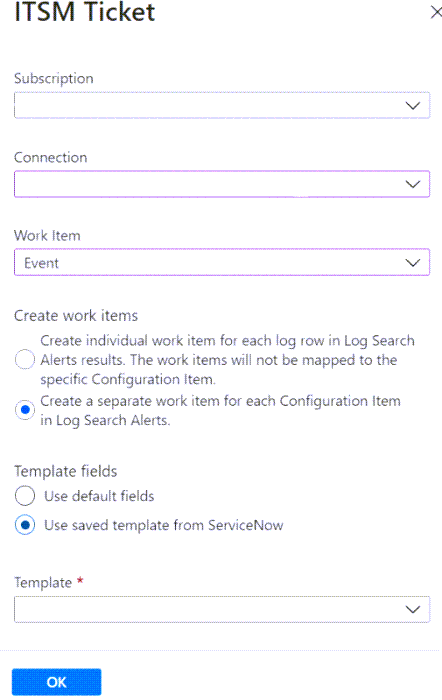 ITSM Ticket
Subscription
Connection
Work Item
Event
Create work items
Create individual work item for each log row in Log Search
Alerts results. The work items will not be mapped to the
specific Configuration Item.
Create a separate work item for each Configuration Item
in Log Search Alerts.
Template fields
Use default fields
Use saved template from ServiceNow
Template *
OK